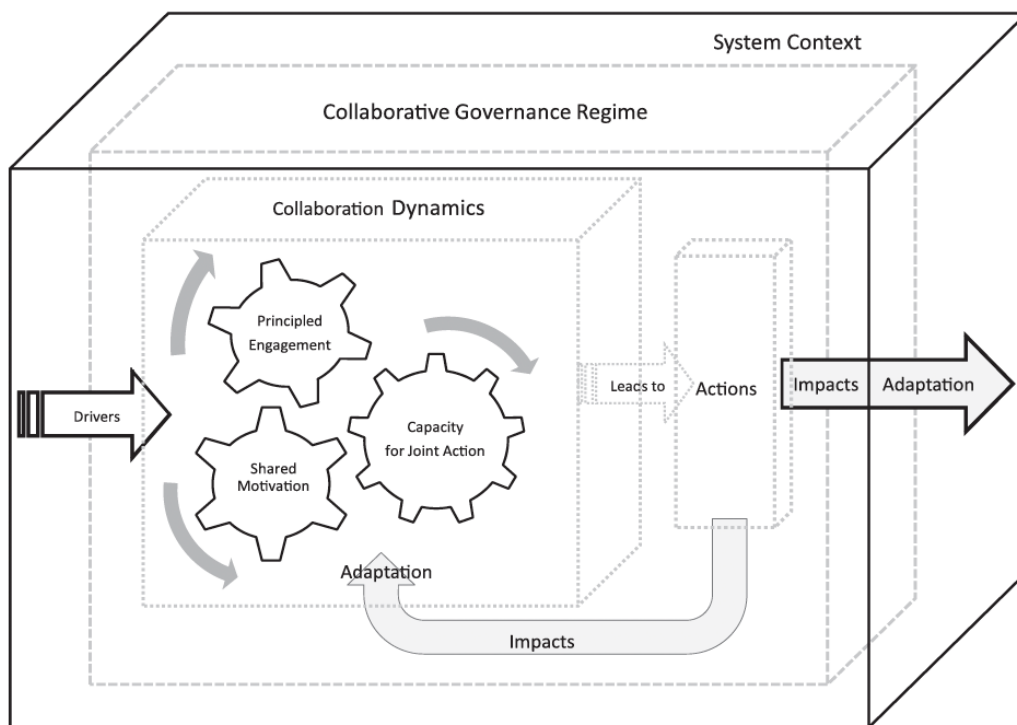 System Context
Collaborative Governance Regime
Collaboration Dynamics
Principled
Engagement
Capacity
for Joint Action
Shared
Motivation
Drivers
Leads to
Actions
Impacts
Adaptation
Adaptation
Impacts